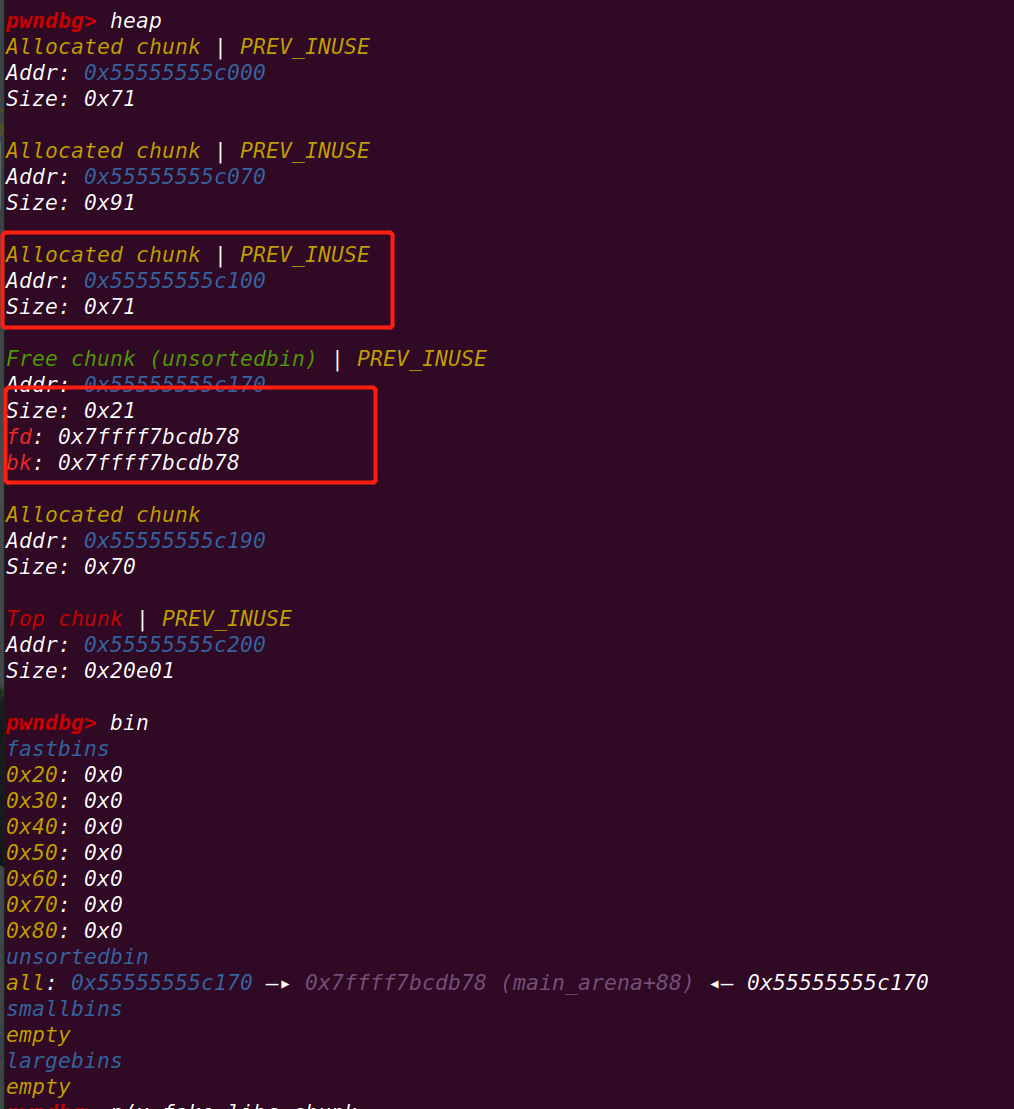 pwndbg> heap
Allocated chunk | PREV_INUSE
Addr: 0x55555555c000
Size: 0x71
Allocated chunk | PREV_INUSE
Addr: 0x55555555c070
Size: 0x91
Allocated chunk | PREV_INUSE
Addr: 0x55555555c100
Size: 0x71
Free chunk (unsortedbin) | PREV_INUSE
Addr: 0x55555555c170
Size: 0x21
fd: 0x7ffff7bcdb78
bk: 0x7ffff7bcdb78
Allocated chunk
Addr: 0x55555555c190
Size: 0x70
Top chunk | PREV_INUSE
Addr: 0x55555555c200
Size: 0x20e01
pwndbg> bin
fastbins
0x20: 0x0
0x30: 0x0
0x40: 0x0
0x50: 0x0
0x60: 0x0
0x70: 0x0
0x80: 0x0
unsortedbin
all: 0x55555555c170 —▸ 0x7ffff7bcdb78 (main_arena+88) ◂— 0x55555555c170
smallbins
empty
largebins
empty